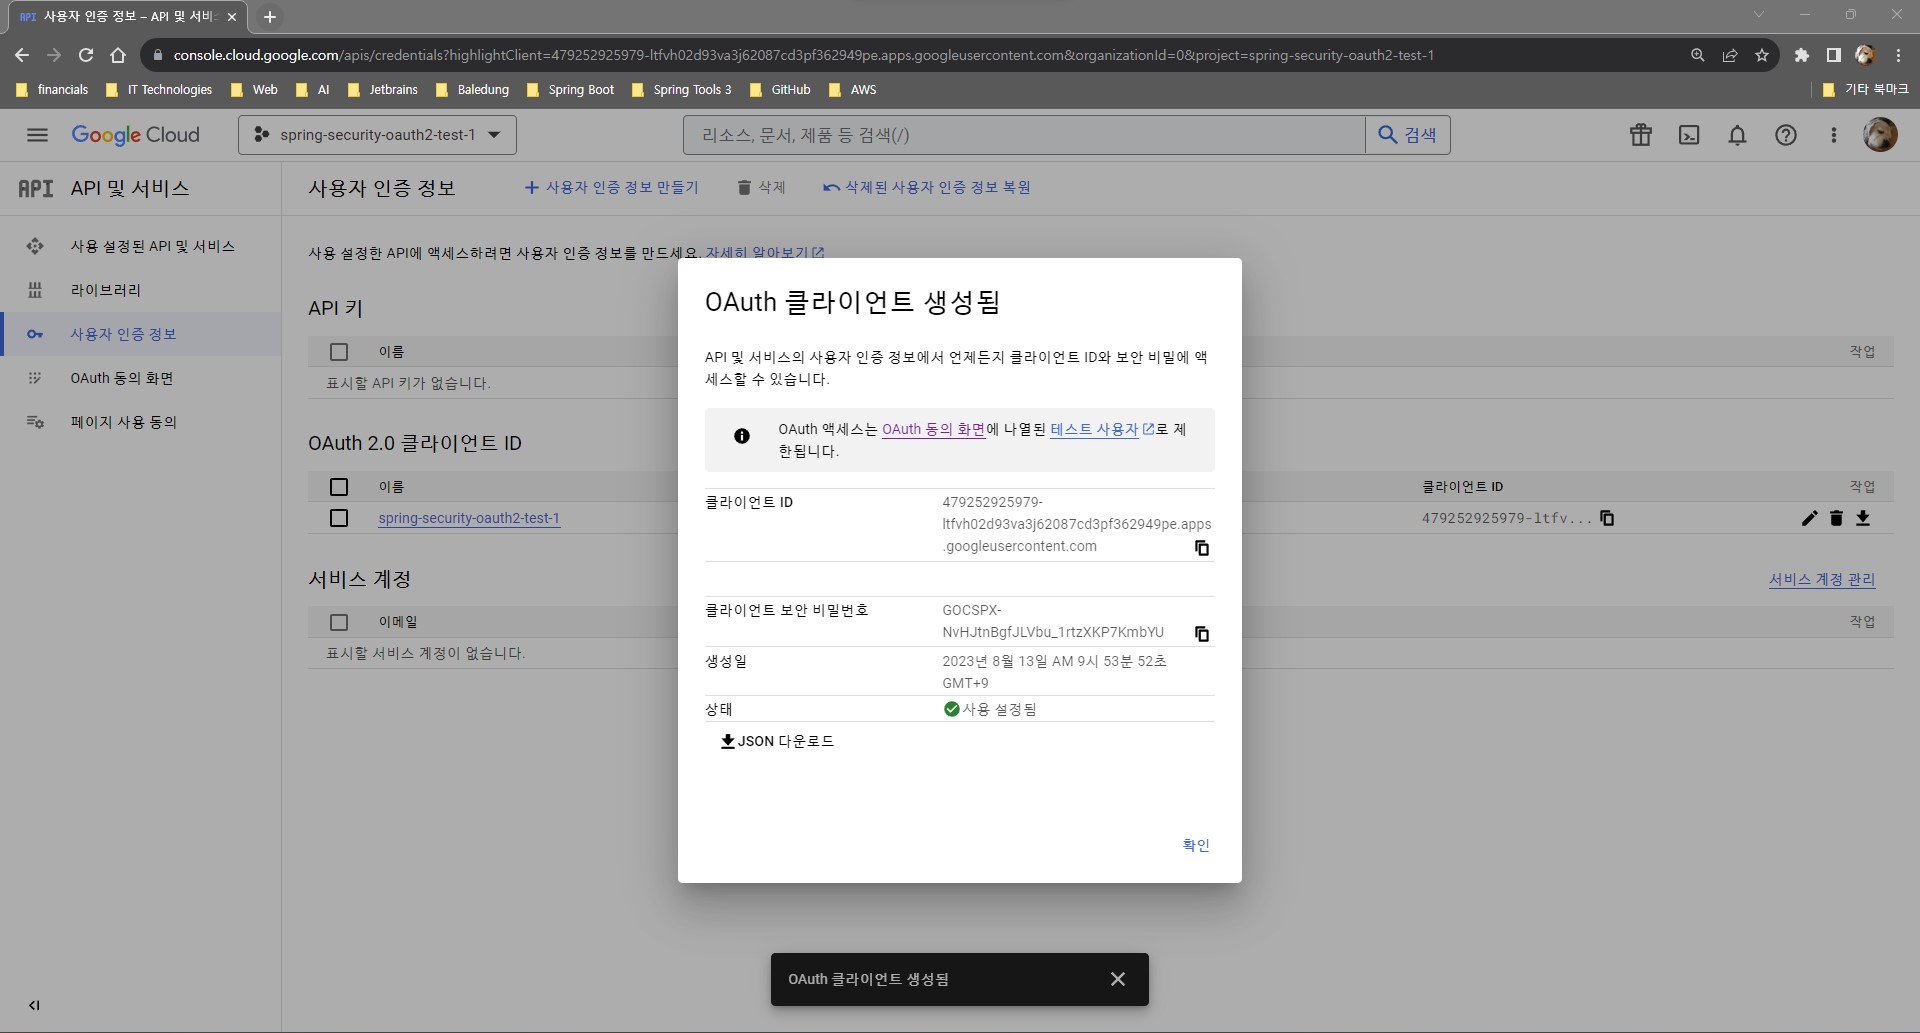 API 사용자 인증 정보 – API 및 서비스
console.cloud.google.com/apis/credentials?highlightClient=479252925979-ltfvh02d93va3j62087cd3pf362949pe.apps.googleusercontent.com&organizationId=0&project=spring-security-oauth2-test-1
financials IT Technologies Web AI Jetbrains Baledung Spring Boot Spring Tools 3 GitHub AWS 기타 북마크
Google Cloud spring-security-oauth2-test-1 리소스, 문서, 제품 등 검색(/) 검색
API API 및 서비스
사용 설정된 API 및 서비스
라이브러리
사용자 인증 정보
OAuth 동의 화면
페이지 사용 동의
사용자 인증 정보 사용자 인증 정보 만들기 삭제 삭제된 사용자 인증 정보 복원
사용 설정한 API에 액세스하려면 사용자 인증 정보를 만드세요. 자세히 알아보기
API 키
이름 작업
표시할 API 키가 없습니다.
OAuth 2.0 클라이언트 ID
이름 클라이언트 ID 작업
spring-security-oauth2-test-1 479252925979-ltfv...
서비스 계정 서비스 계정 관리
이메일 작업
표시할 서비스 계정이 없습니다.
OAuth 클라이언트 생성됨
API 및 서비스의 사용자 인증 정보에서 언제든지 클라이언트 ID와 보안 비밀에 액
세스할 수 있습니다.
OAuth 액세스는 OAuth 동의 화면에 나열된 테스트 사용자로 제
한됩니다.
클라이언트 ID 479252925979-
ltfvh02d93va3j62087cd3pf362949pe.apps
.googleusercontent.com
클라이언트 보안 비밀번호 GOCSPX-
NvHJtnBgfJLVbu_1rtzXKP7KmbYU
생성일 2023년 8월 13일 AM 9시 53분 52초
GMT+9
상태 사용 설정됨
JSON 다운로드
확인
OAuth 클라이언트 생성됨